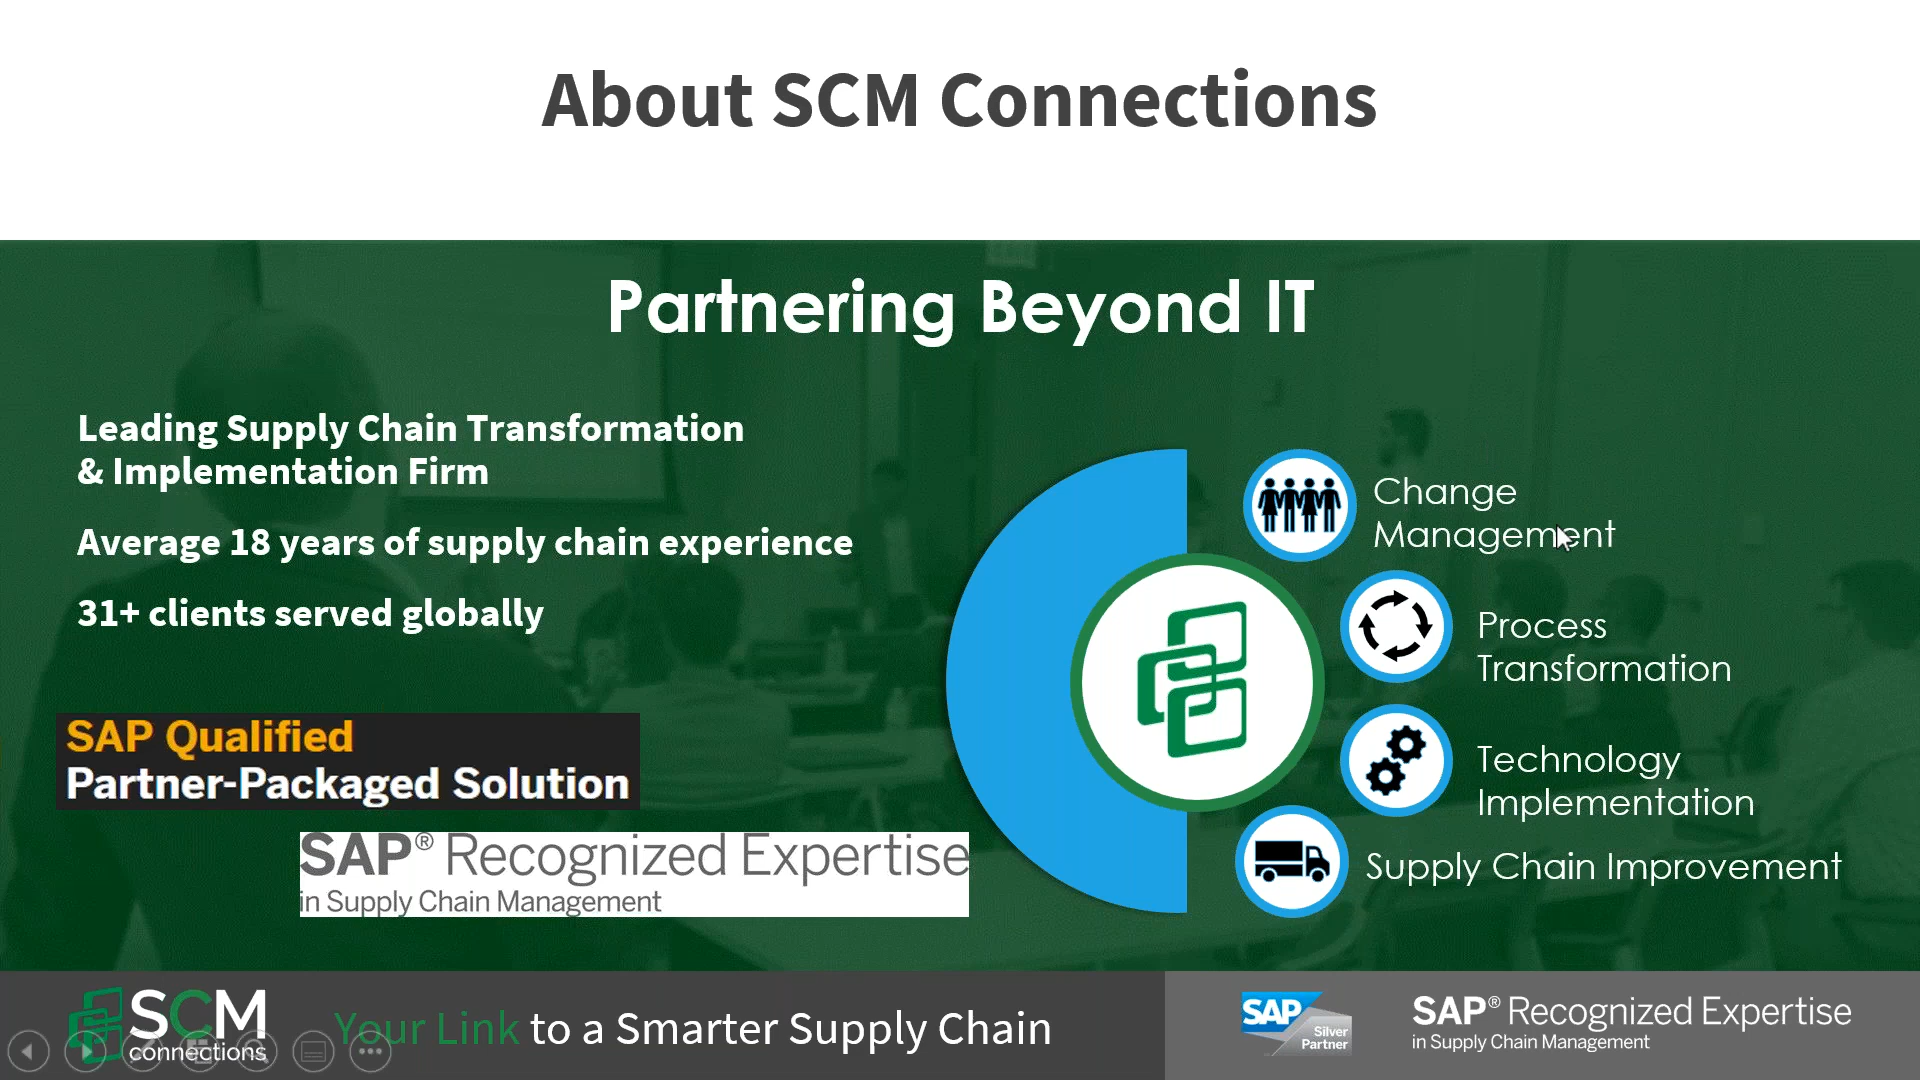 About SCM Connections
Partnering Beyond IT
Leading Supply Chain Transformation
& Implementation Firm
Average 18 years of supply chain experience
31+ clients served globally
SAP Qualified
Partner-Packaged Solution
SAP® Recognized Expertise
in Supply Chain Management
Change
Management
Process
Transformation
Technology
Implementation
Supply Chain Improvement
SCM
connections
Your Link to a Smarter Supply Chain
SAP
Silver
Partner
SAP® Recognized Expertise
in Supply Chain Management